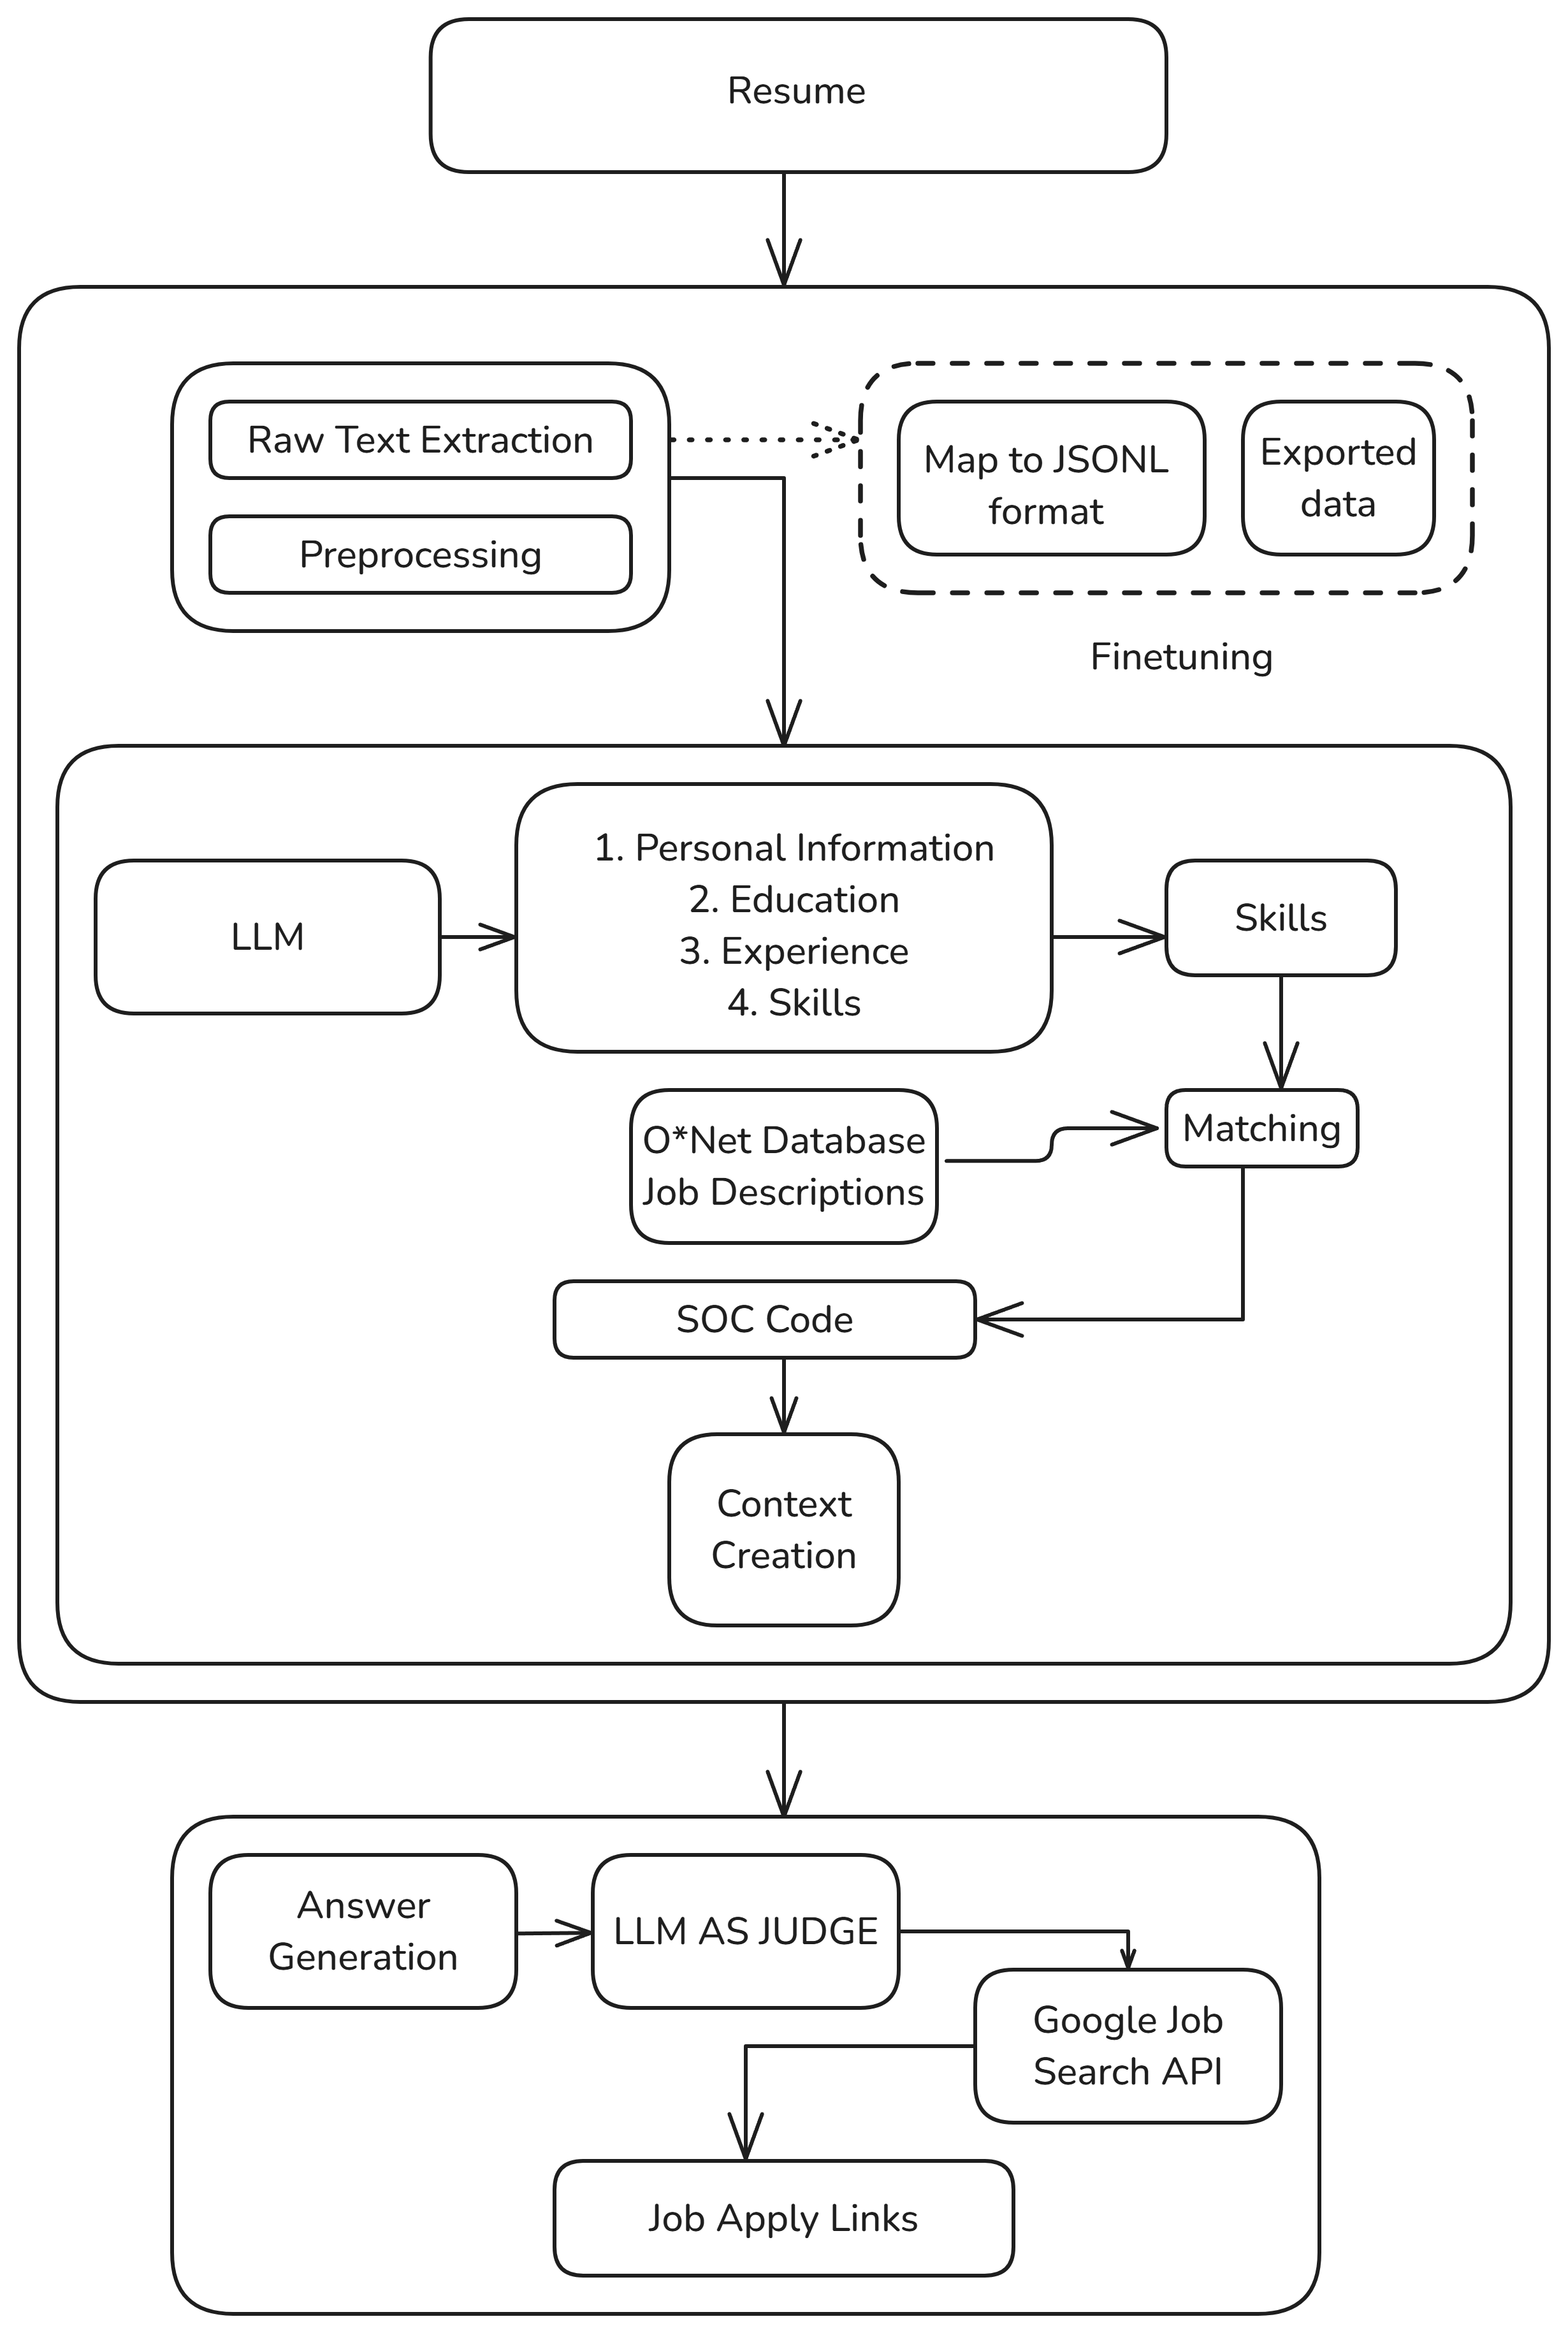 Resume
Raw Text Extraction
Preprocessing
Map to JSONL
format
Exported
data
Finetuning
LLM
1. Personal Information
2. Education
3. Experience
4. Skills
Skills
O*Net Database
Job Descriptions
Matching
SOC Code
Context
Creation
Answer
Generation
LLM AS JUDGE
Google Job
Search API
Job Apply Links